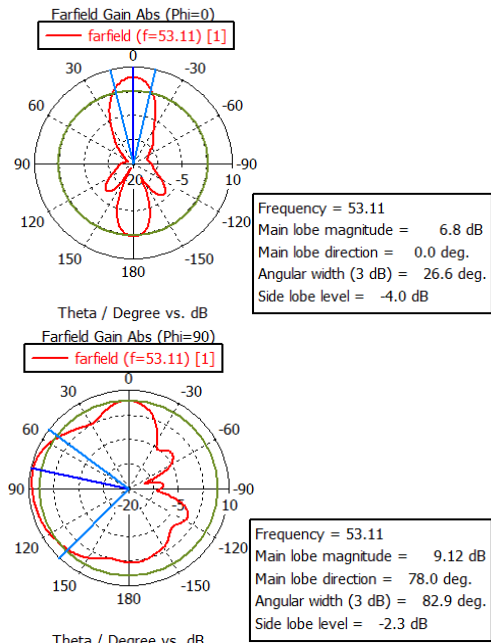 Farfield Gain Abs (Phi=0)
farfield (f=53.11) [1]
0
30 -30
60 -60
90 -20 -5 10 -90
120 -120
150 -150
180
Theta / Degree vs. dB
Frequency = 53.11
Main lobe magnitude = 6.8 dB
Main lobe direction = 0.0 deg.
Angular width (3 dB) = 26.6 deg.
Side lobe level = -4.0 dB
Farfield Gain Abs (Phi=90)
farfield (f=53.11) [1]
0
30 -30
60 -60
90 -20 -5 10 -90
120 -120
150 -150
180
Theta / Degree vs. dB
Frequency = 53.11
Main lobe magnitude = 9.12 dB
Main lobe direction = 78.0 deg.
Angular width (3 dB) = 82.9 deg.
Side lobe level = -2.3 dB